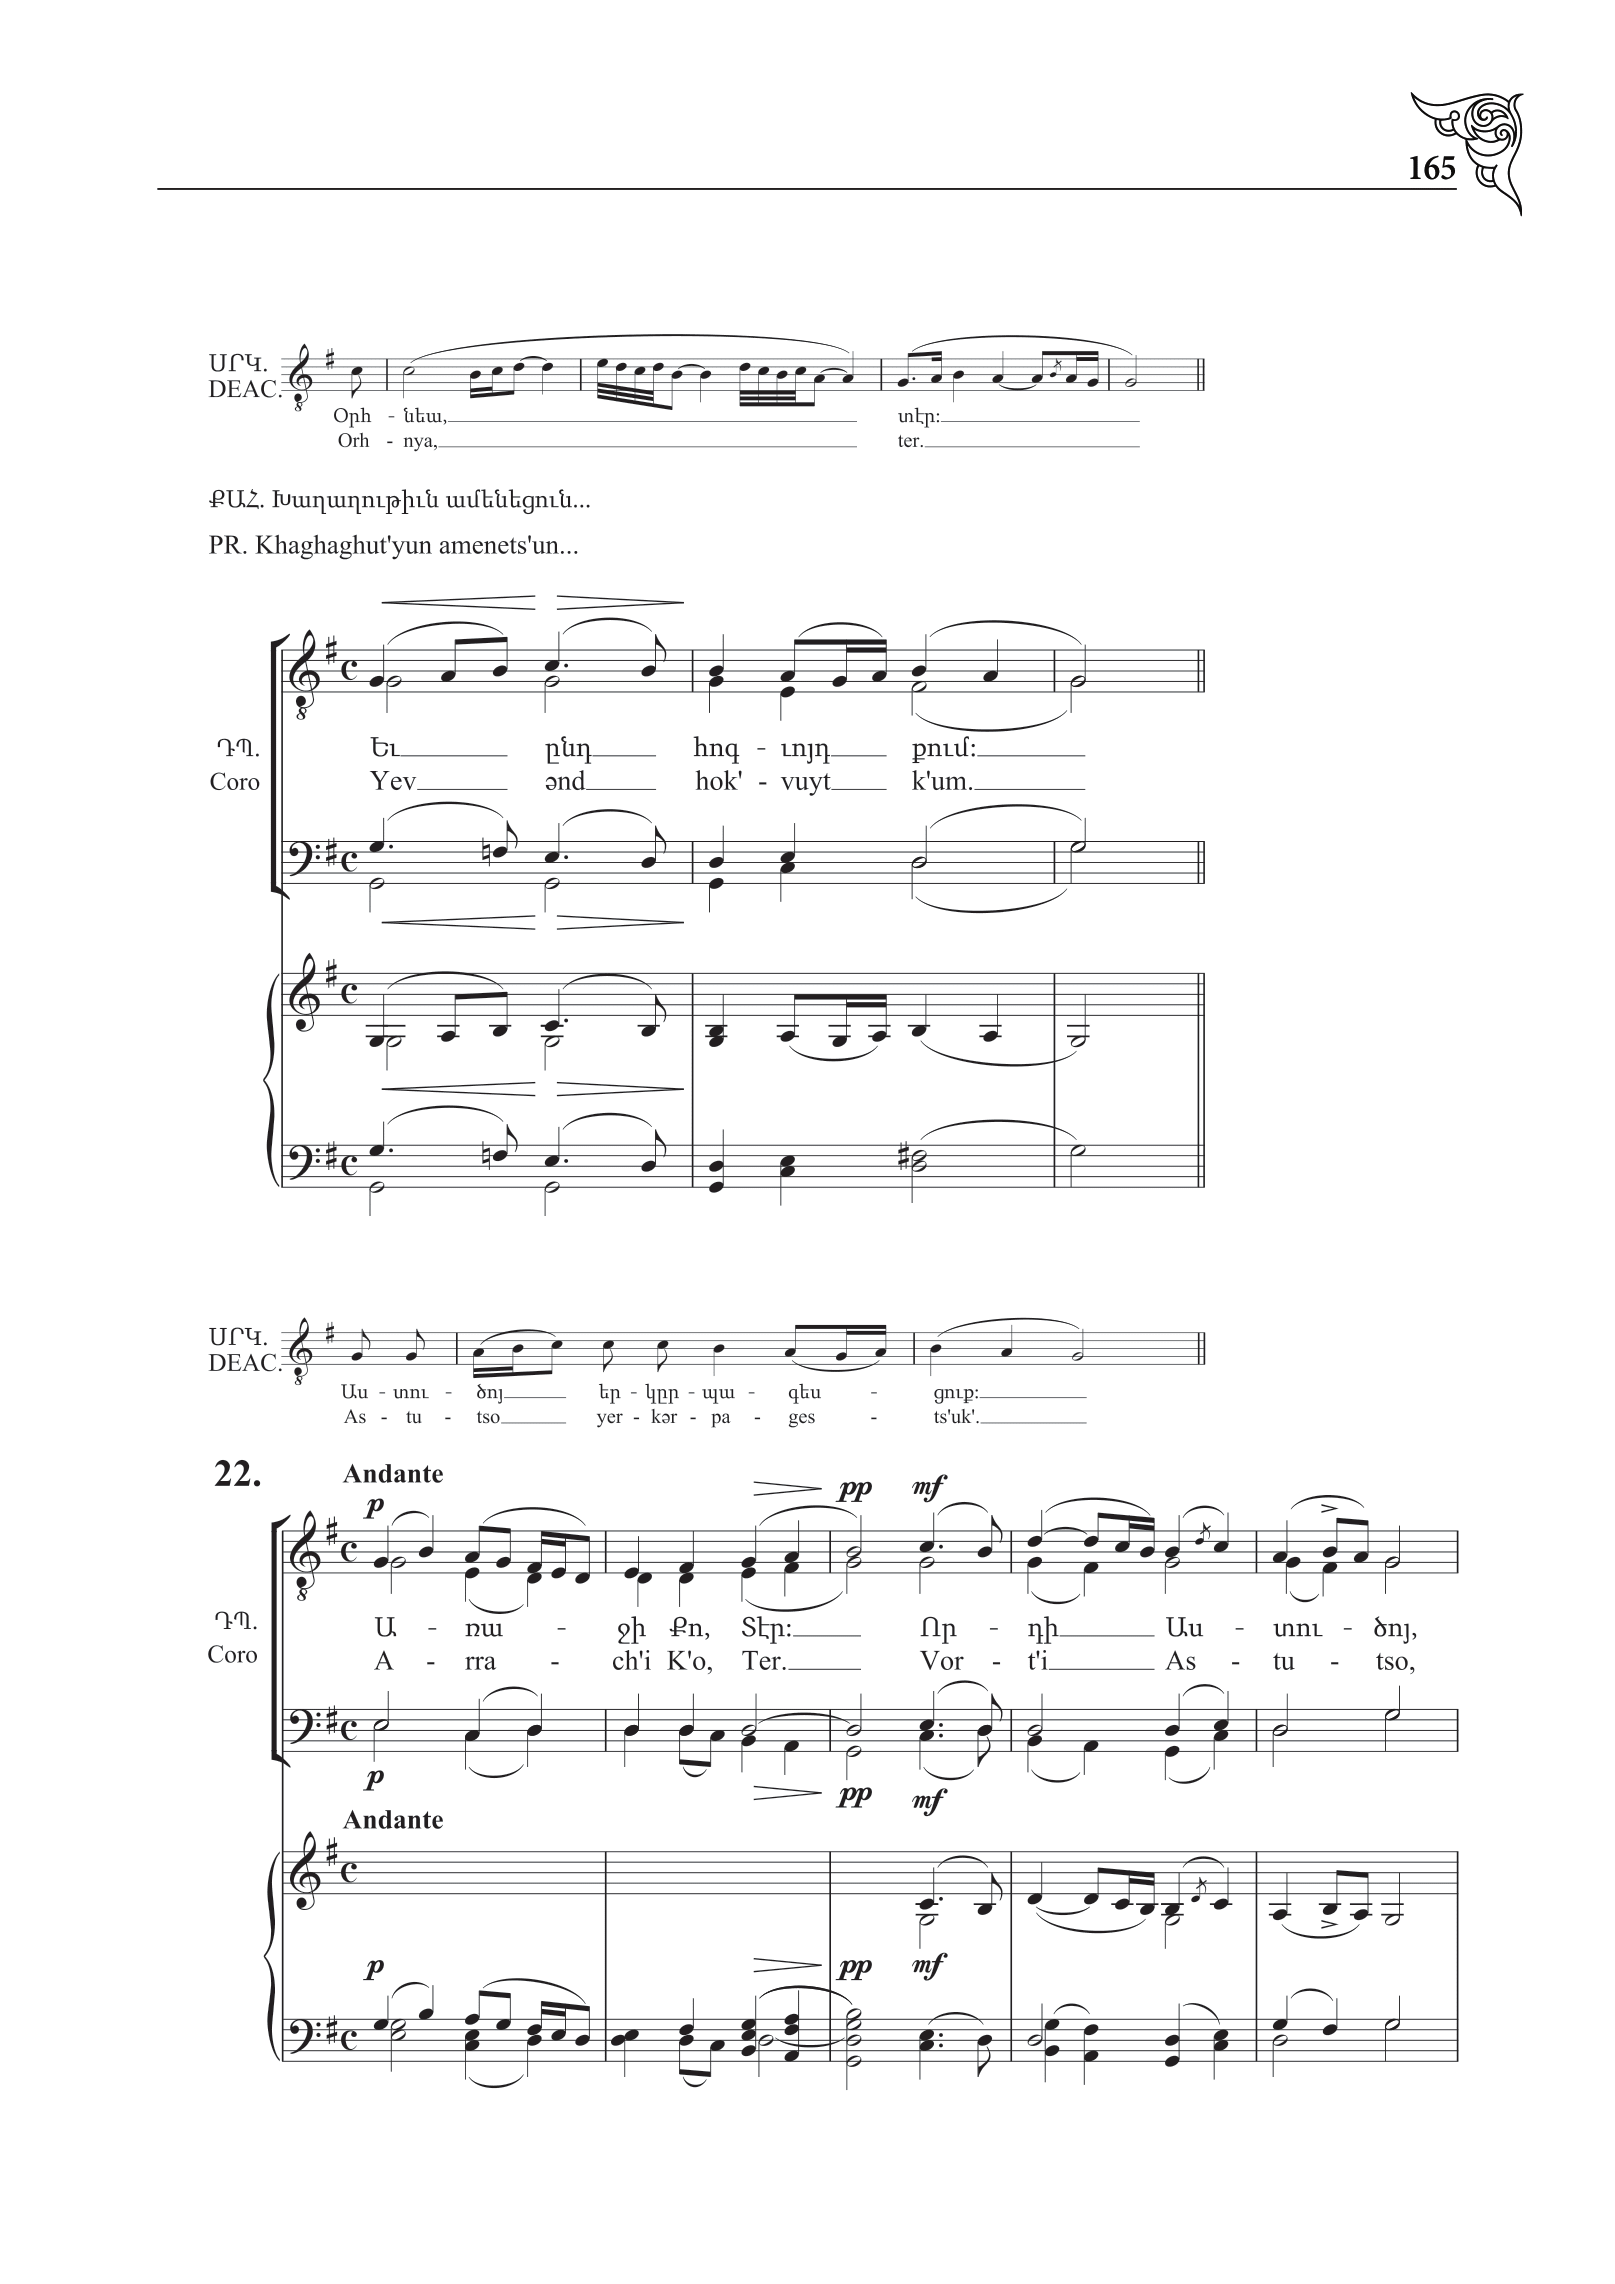 165
ՍՐԿ.
DEAC.
Օրհ - նեա, տէր:
Orh - nya, ter.
ՔԱՀ. Խաղաղութիւն ամենեցուն...
PR. Khaghaghut'yun amenets'un...
ԴՊ.
Coro
Եւ ընդ հոգ - ւոյդ քում:
Yev ənd hok' - vuyt k'um.
ՍՐԿ.
DEAC.
Աս - տու - ծոյ եր - կըր - պա - գես - ցուք:
As - tu - tso yer - kər - pa - ges - ts'uk'.
22. Andante
p pp mf
ԴՊ.
Coro
Ա - ռա - ջի Քո, Տէր: Որ - դի Աս - տու - ծոյ,
A - rra - ch'i K'o, Ter. Vor - t'i As - tu - tso,
p pp mf
Andante
p pp mf